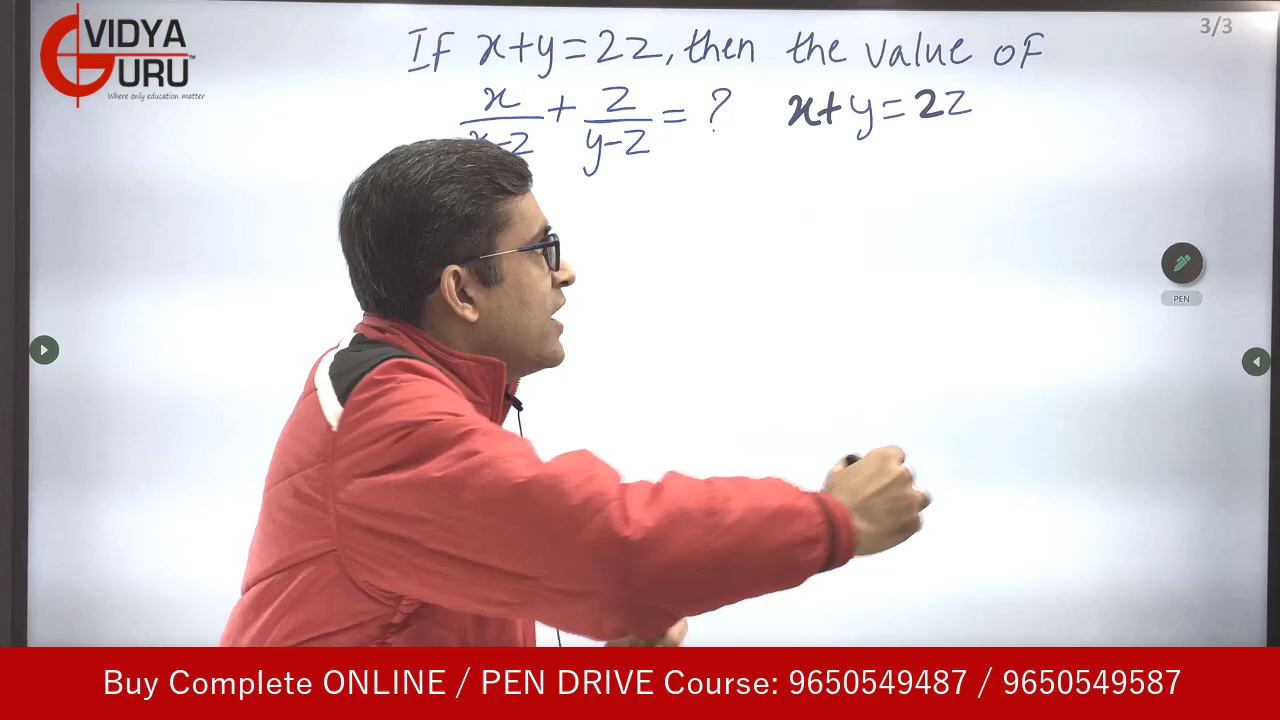 VIDYA
GURU™
Where only education matter
3/3
If x+y=2z, then the value of
x/x-z + z/y-z = ? x+y=2z
PEN
Buy Complete ONLINE / PEN DRIVE Course: 9650549487 / 9650549587